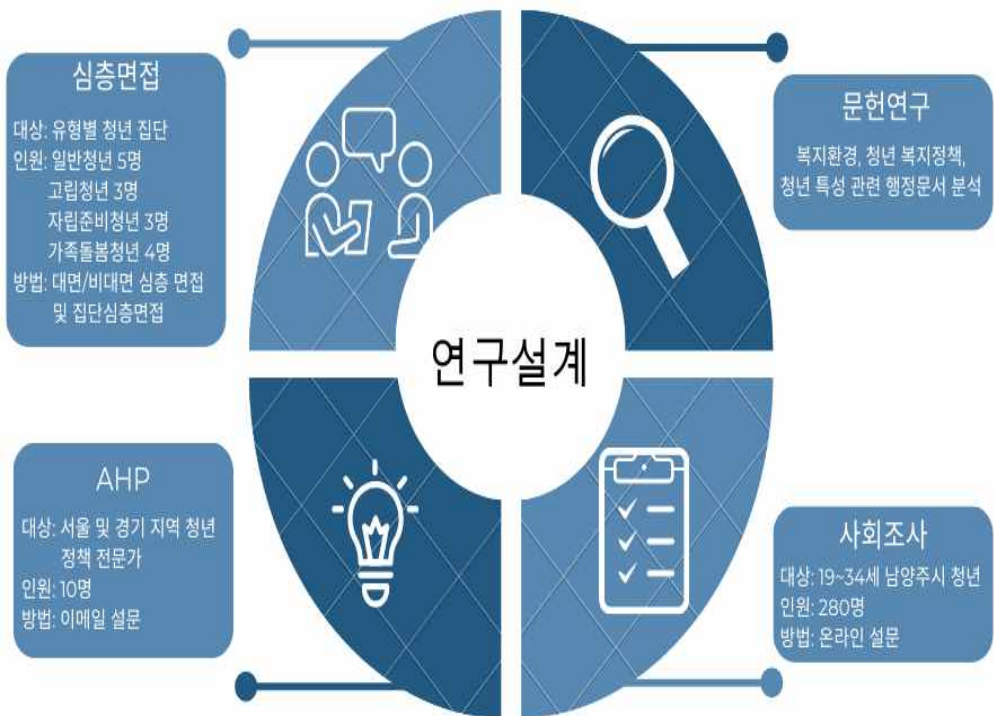 심층면접
대상: 유형별 청년 집단
인원: 일반청년 5명
고립청년 3명
자립준비청년 3명
가족돌봄청년 4명
방법: 대면/비대면 심층 면접
및 집단심층면접
문헌연구
복지환경, 청년 복지정책,
청년 특성 관련 행정문서 분석
연구설계
AHP
대상: 서울 및 경기 지역 청년
정책 전문가
인원: 10명
방법: 이메일 설문
사회조사
대상: 19~34세 남양주시 청년
인원: 280명
방법: 온라인 설문